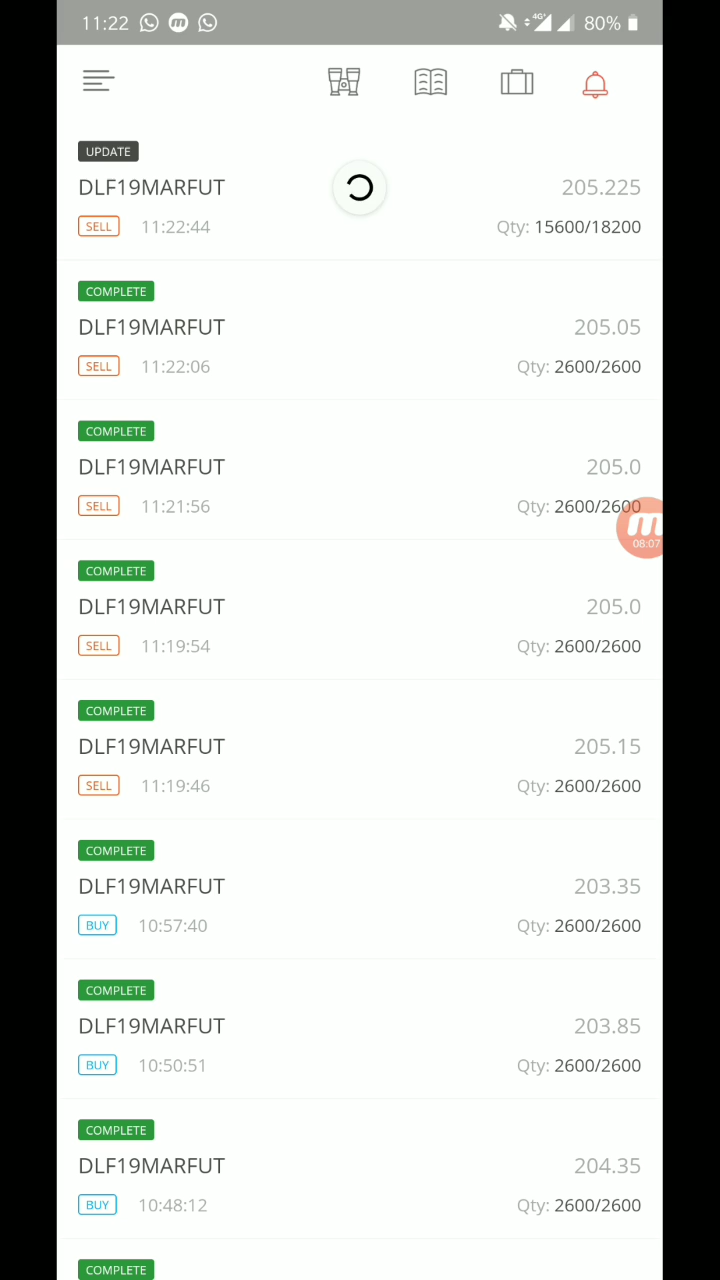 11:22 4G+ 80%
UPDATE
DLF19MARFUT 205.225
SELL 11:22:44 Qty: 15600/18200
COMPLETE
DLF19MARFUT 205.05
SELL 11:22:06 Qty: 2600/2600
COMPLETE
DLF19MARFUT 205.0
SELL 11:21:56 Qty: 2600/2600
08:07
COMPLETE
DLF19MARFUT 205.0
SELL 11:19:54 Qty: 2600/2600
COMPLETE
DLF19MARFUT 205.15
SELL 11:19:46 Qty: 2600/2600
COMPLETE
DLF19MARFUT 203.35
BUY 10:57:40 Qty: 2600/2600
COMPLETE
DLF19MARFUT 203.85
BUY 10:50:51 Qty: 2600/2600
COMPLETE
DLF19MARFUT 204.35
BUY 10:48:12 Qty: 2600/2600
COMPLETE